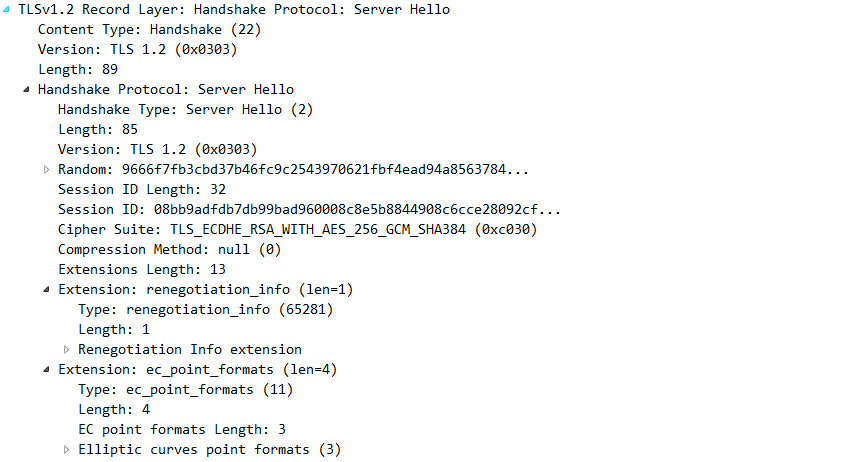 TLSv1.2 Record Layer: Handshake Protocol: Server Hello
Content Type: Handshake (22)
Version: TLS 1.2 (0x0303)
Length: 89
Handshake Protocol: Server Hello
Handshake Type: Server Hello (2)
Length: 85
Version: TLS 1.2 (0x0303)
Random: 9666f7fb3cbd37b46fc9c2543970621fbf4ead94a8563784...
Session ID Length: 32
Session ID: 08bb9adfdb7db99bad960008c8e5b8844908c6cce28092cf...
Cipher Suite: TLS_ECDHE_RSA_WITH_AES_256_GCM_SHA384 (0xc030)
Compression Method: null (0)
Extensions Length: 13
Extension: renegotiation_info (len=1)
Type: renegotiation_info (65281)
Length: 1
Renegotiation Info extension
Extension: ec_point_formats (len=4)
Type: ec_point_formats (11)
Length: 4
EC point formats Length: 3
Elliptic curves point formats (3)